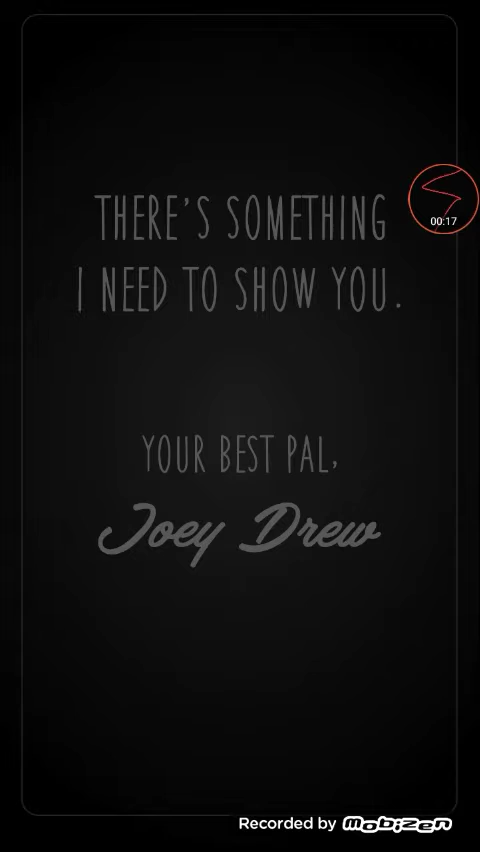 THERE'S SOMETHING
00:17
I NEED TO SHOW YOU.
YOUR BEST PAL,
Joey Drew
Recorded by Mobizen